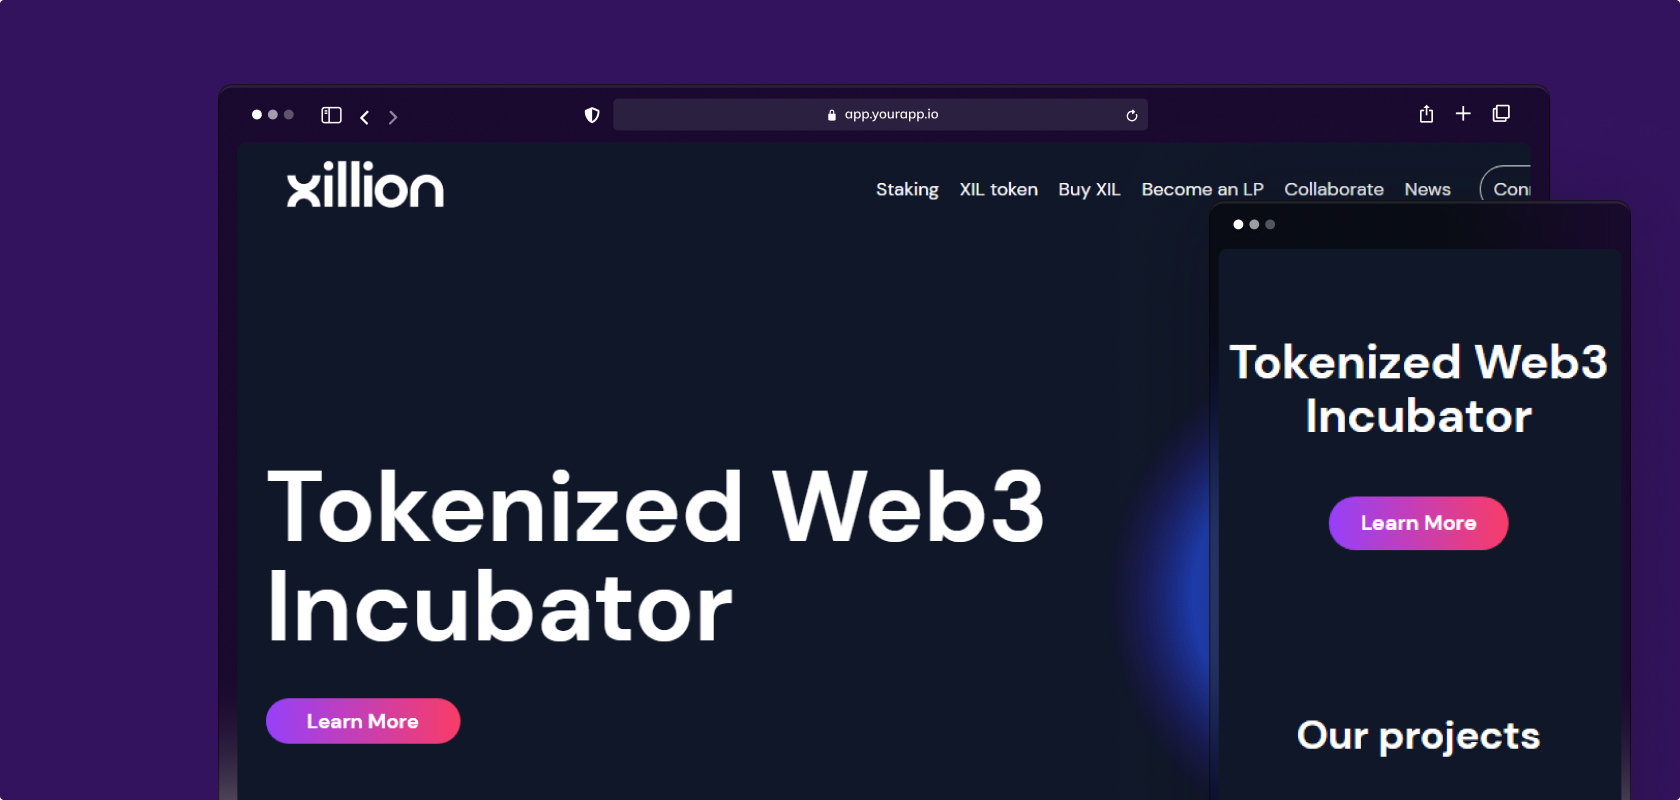 app.yourapp.io
xillion
Staking XIL token Buy XIL Become an LP Collaborate News
Tokenized Web3
Incubator
Learn More
Tokenized Web3
Incubator
Learn More
Our projects